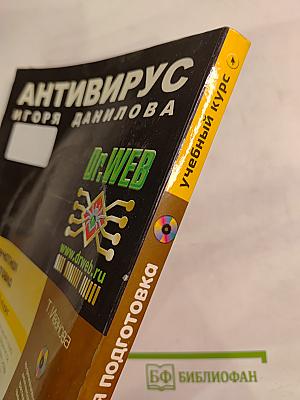 АНТИВИРУС
ИГОРЯ ДАНИЛОВА
Dr.WEB
www.drweb.ru
учебный курс
подготовка
Т. Иванова
БФ БИБЛИОФАН